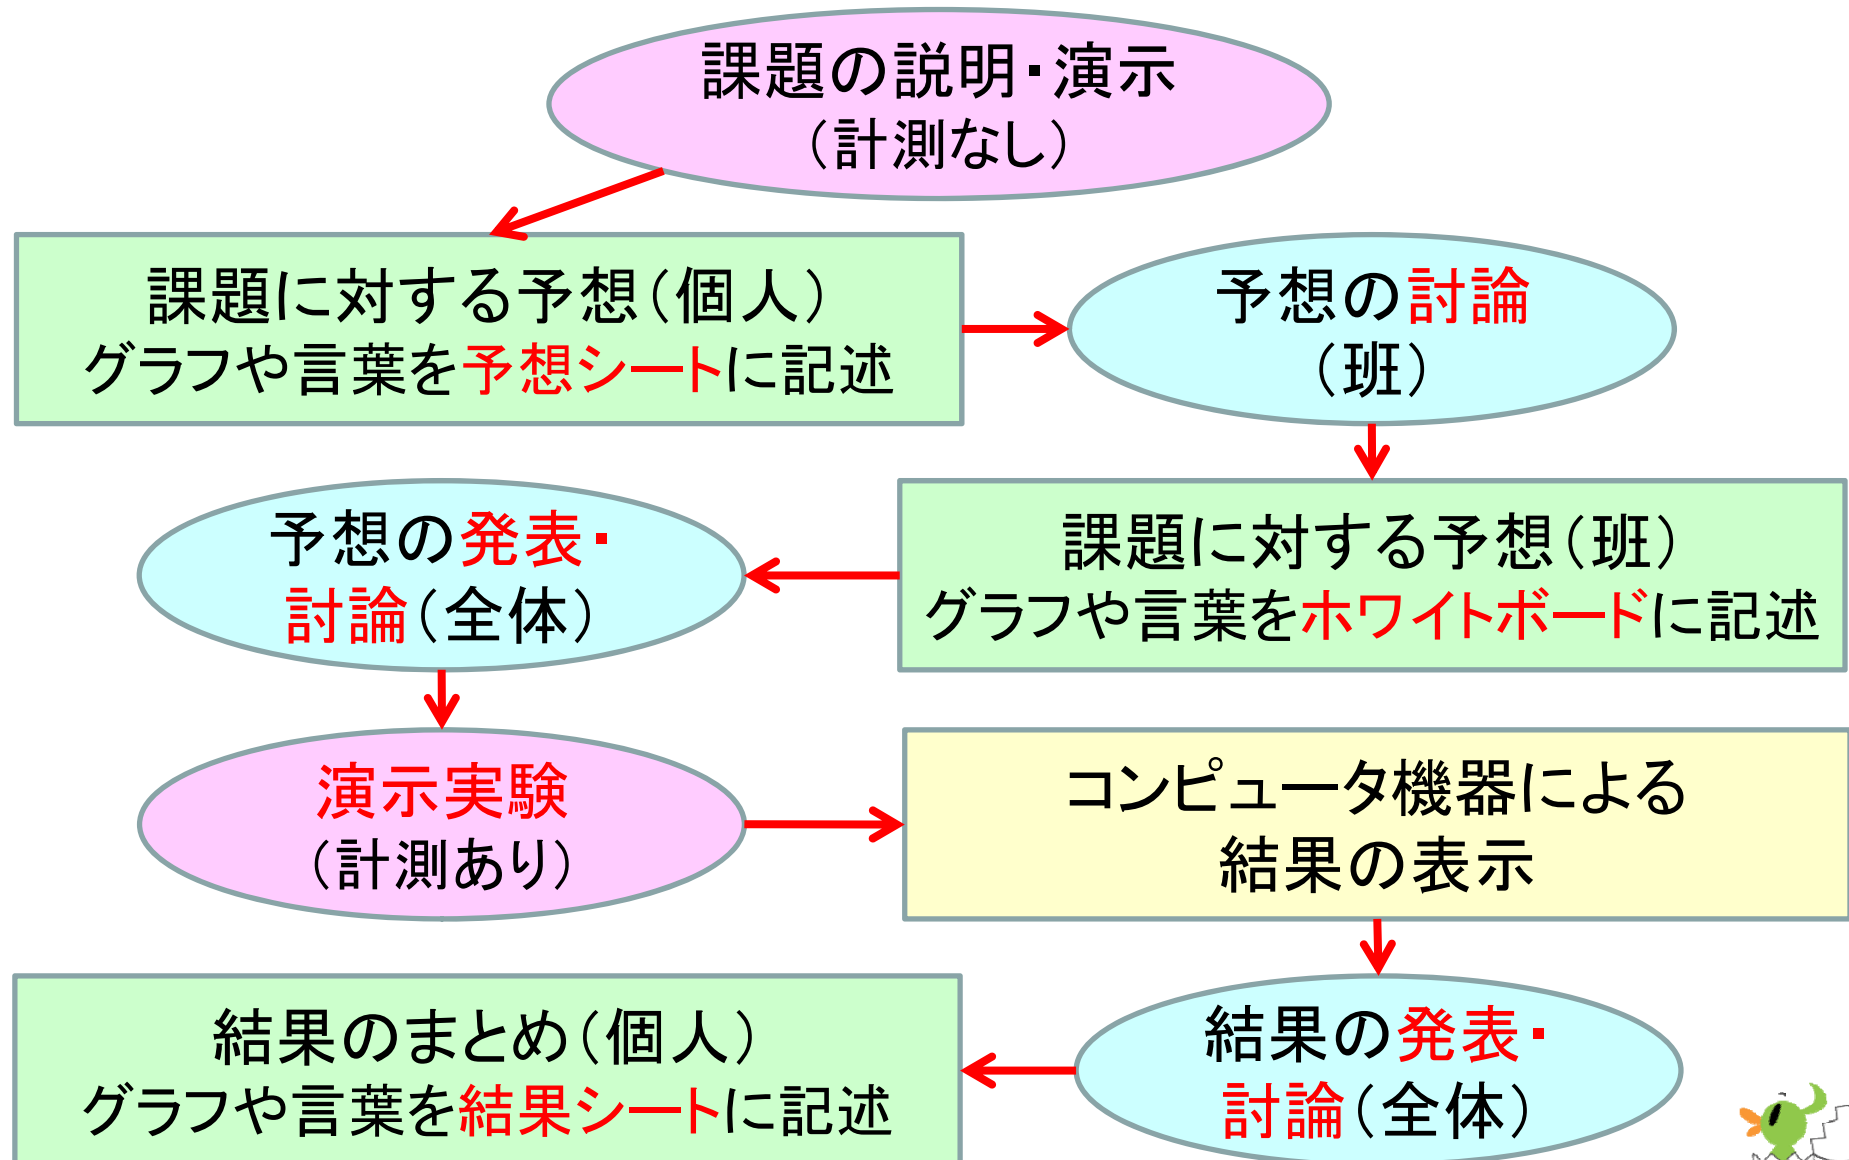 課題の説明・演示
（計測なし）
課題に対する予想（個人）
グラフや言葉を予想シートに記述
予想の討論
（班）
課題に対する予想（班）
グラフや言葉をホワイトボードに記述
予想の発表・
討論（全体）
演示実験
（計測あり）
コンピュータ機器による
結果の表示
結果の発表・
討論（全体）
結果のまとめ（個人）
グラフや言葉を結果シートに記述